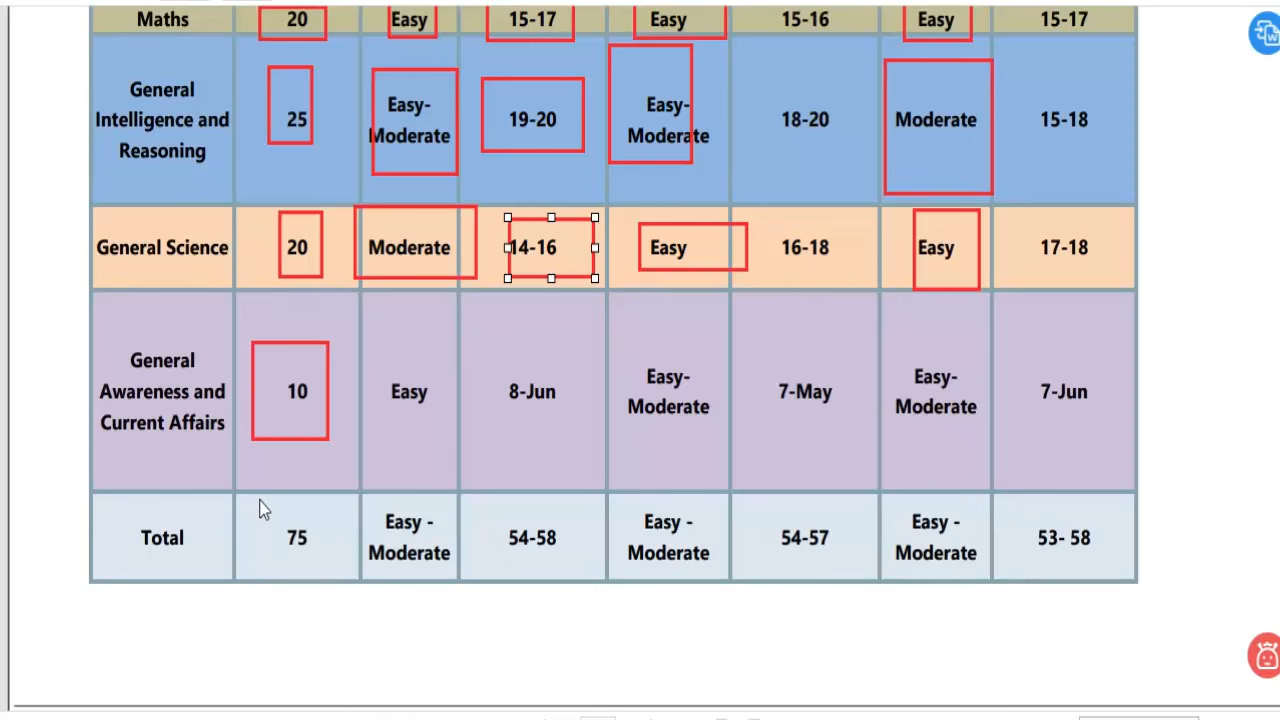 Maths 20 Easy 15-17 Easy 15-16 Easy 15-17
General
Intelligence and
Reasoning
25
Easy-
Moderate
19-20
Easy-
Moderate
18-20
Moderate
15-18
General Science 20 Moderate 14-16 Easy 16-18 Easy 17-18
General
Awareness and
Current Affairs
10
Easy
8-Jun
Easy-
Moderate
7-May
Easy-
Moderate
7-Jun
Total
75
Easy -
Moderate
54-58
Easy -
Moderate
54-57
Easy -
Moderate
53- 58
W